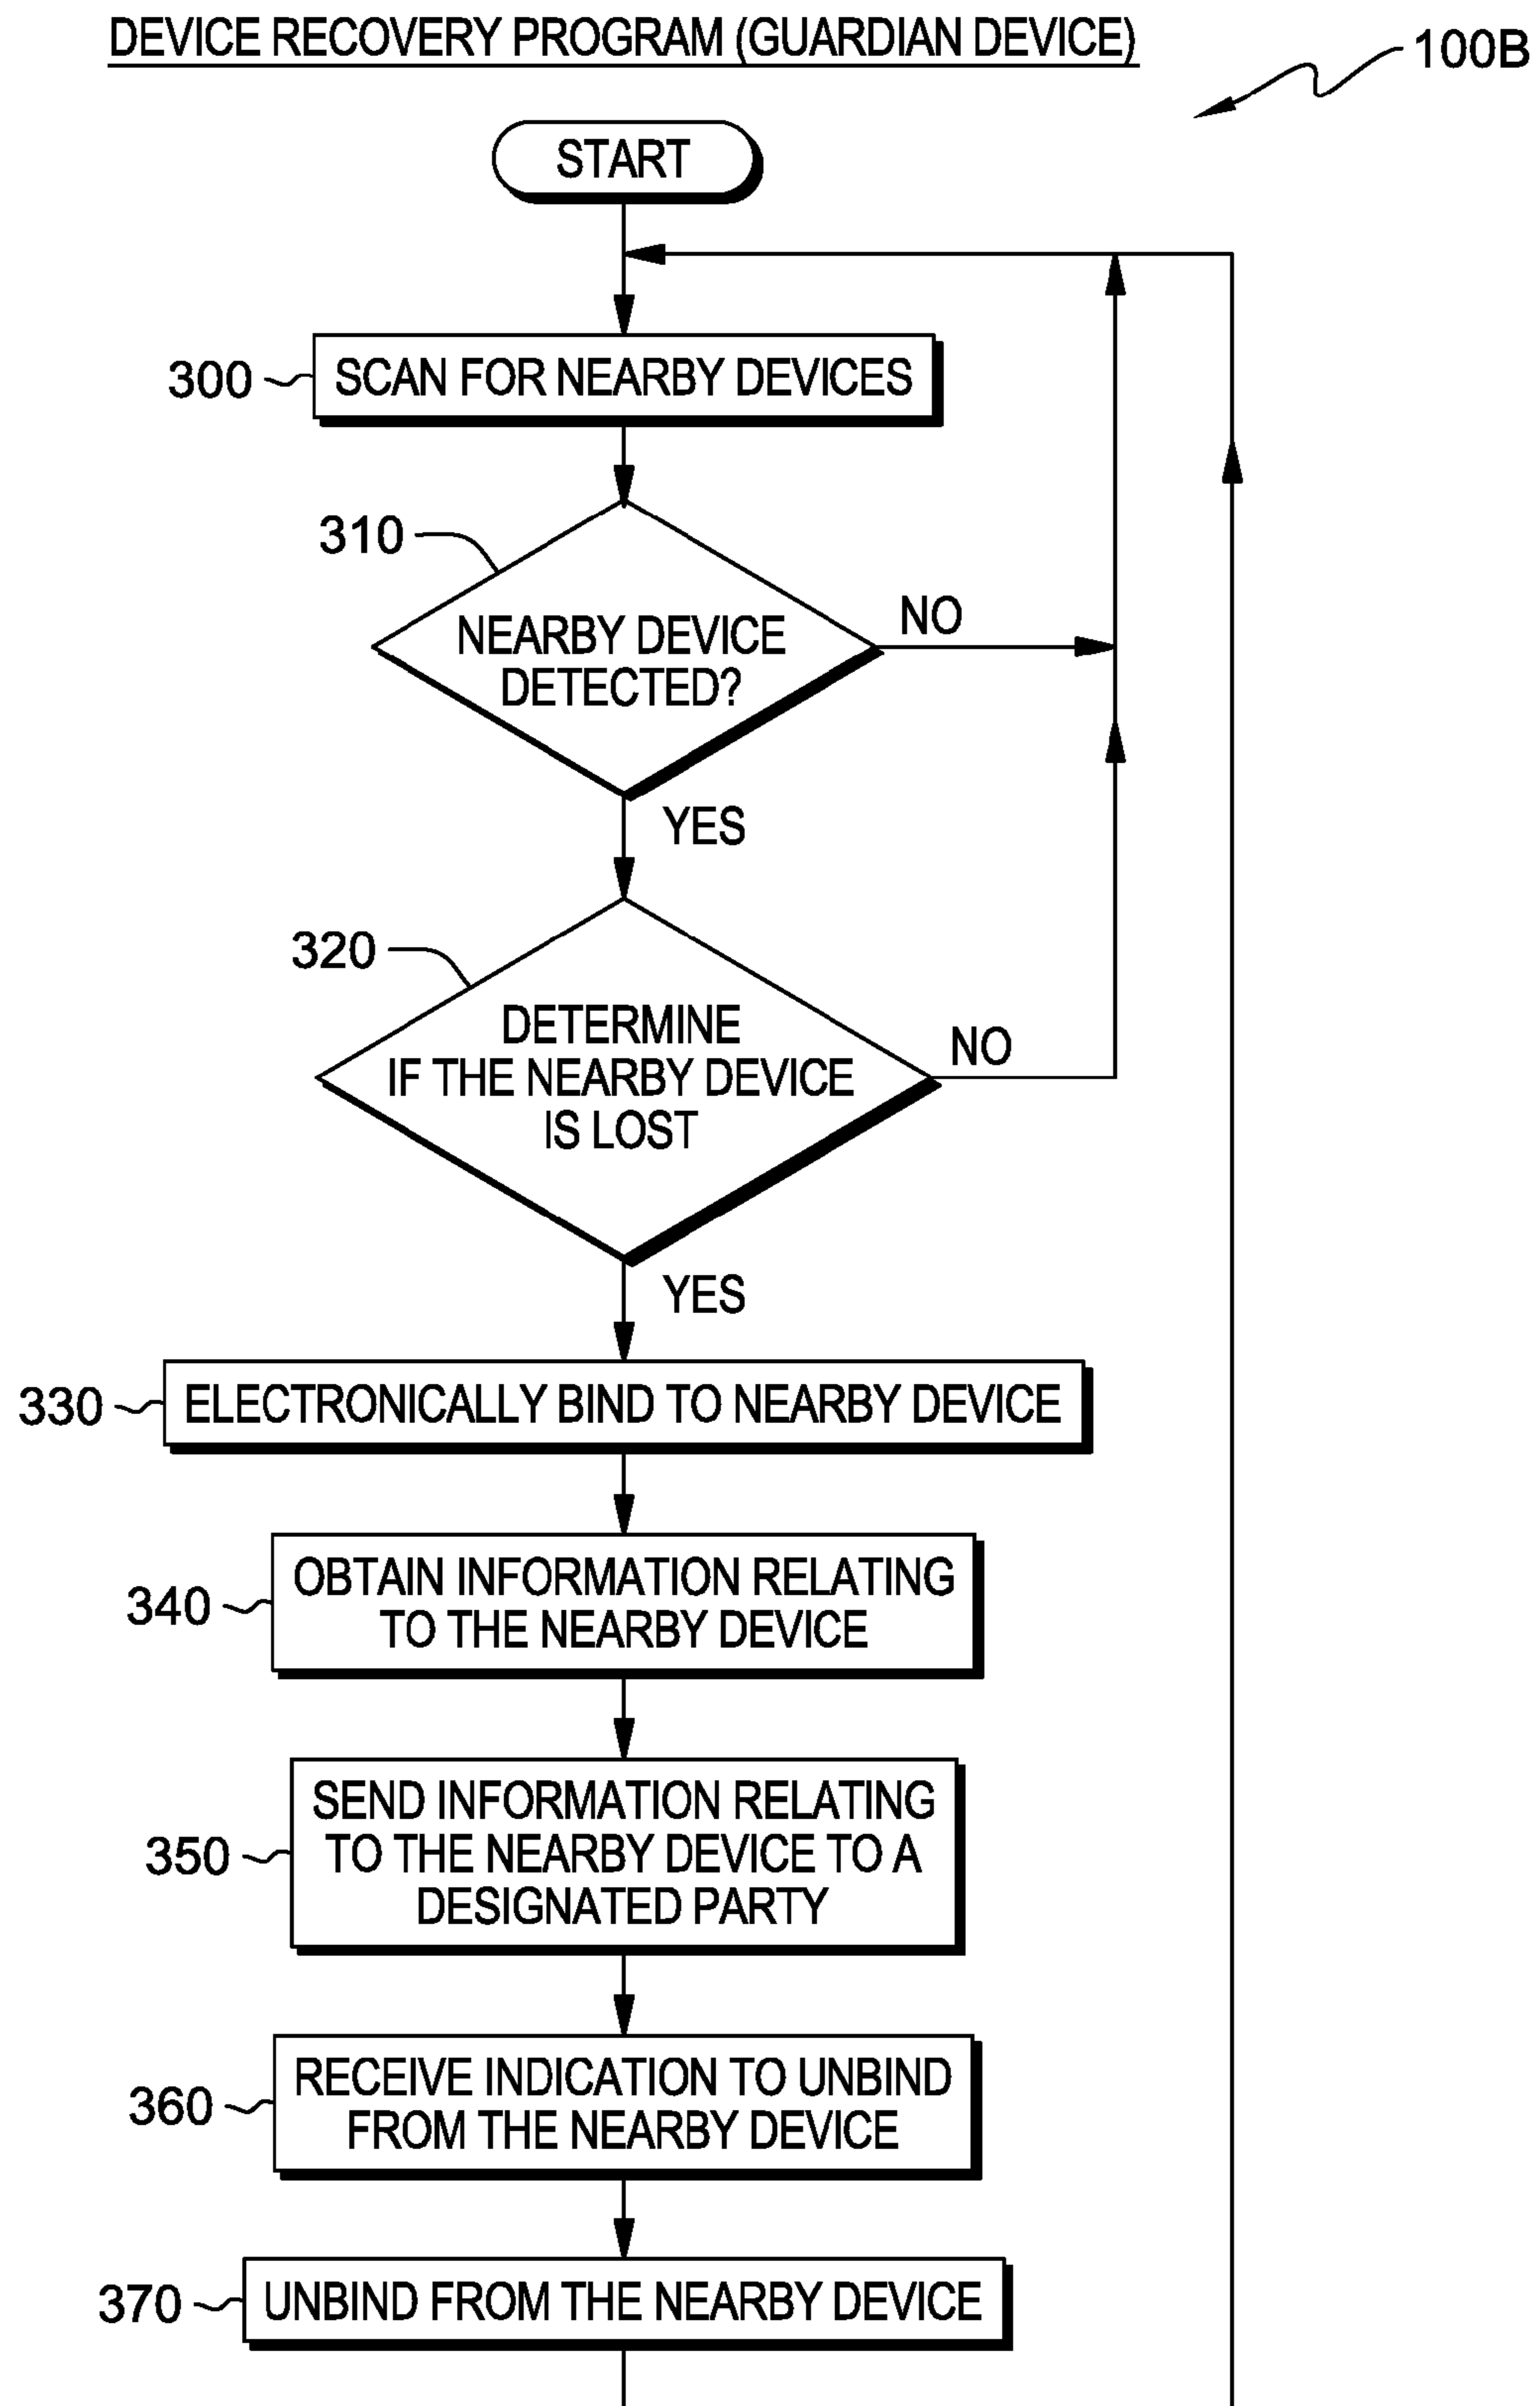 DEVICE RECOVERY PROGRAM (GUARDIAN DEVICE)
100B
START
300
SCAN FOR NEARBY DEVICES
310
NEARBY DEVICE
DETECTED?
NO
YES
320
DETERMINE
IF THE NEARBY DEVICE
IS LOST
NO
YES
330
ELECTRONICALLY BIND TO NEARBY DEVICE
340
OBTAIN INFORMATION RELATING
TO THE NEARBY DEVICE
350
SEND INFORMATION RELATING
TO THE NEARBY DEVICE TO A
DESIGNATED PARTY
360
RECEIVE INDICATION TO UNBIND
FROM THE NEARBY DEVICE
370
UNBIND FROM THE NEARBY DEVICE